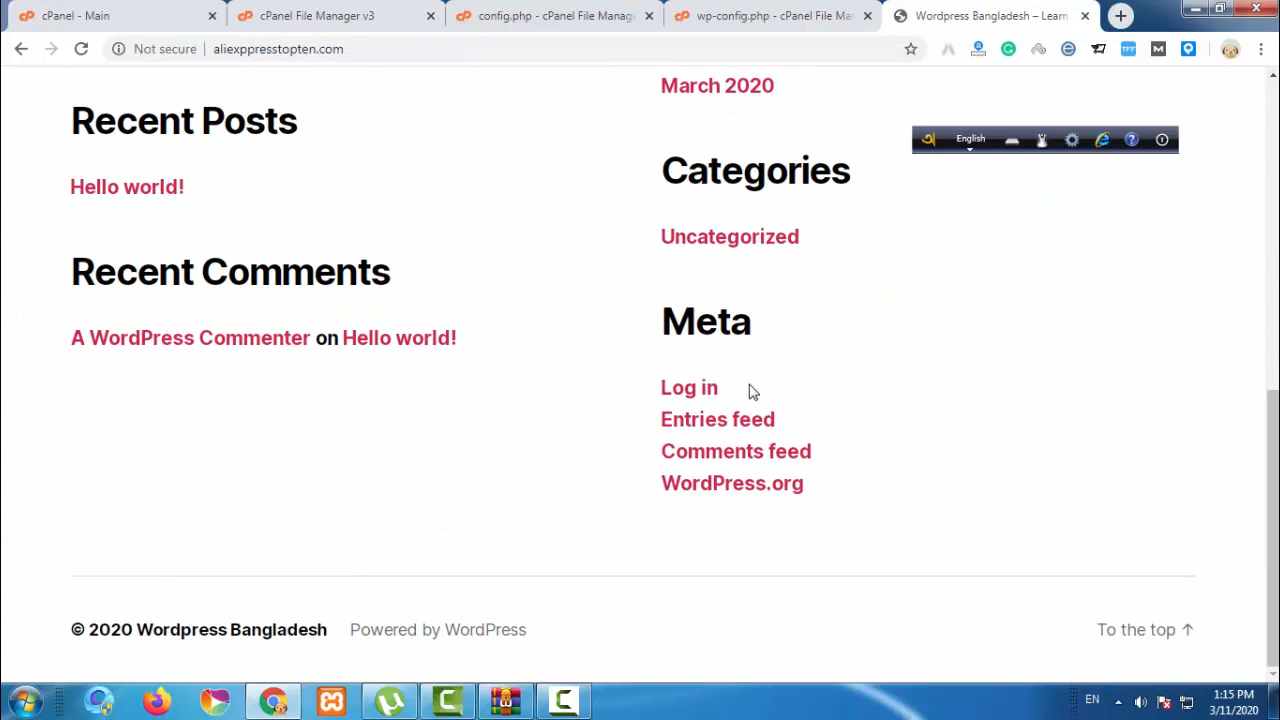 cPanel - Main
cPanel File Manager v3
config.php - cPanel File Manage
wp-config.php - cPanel File Ma
Wordpress Bangladesh – Learn
Not secure
aliexppresstopten.com
March 2020
Recent Posts
English
Categories
Hello world!
Uncategorized
Recent Comments
Meta
A WordPress Commenter on Hello world!
Log in
Entries feed
Comments feed
WordPress.org
© 2020 Wordpress Bangladesh
Powered by WordPress
To the top ↑
EN
1:15 PM
3/11/2020